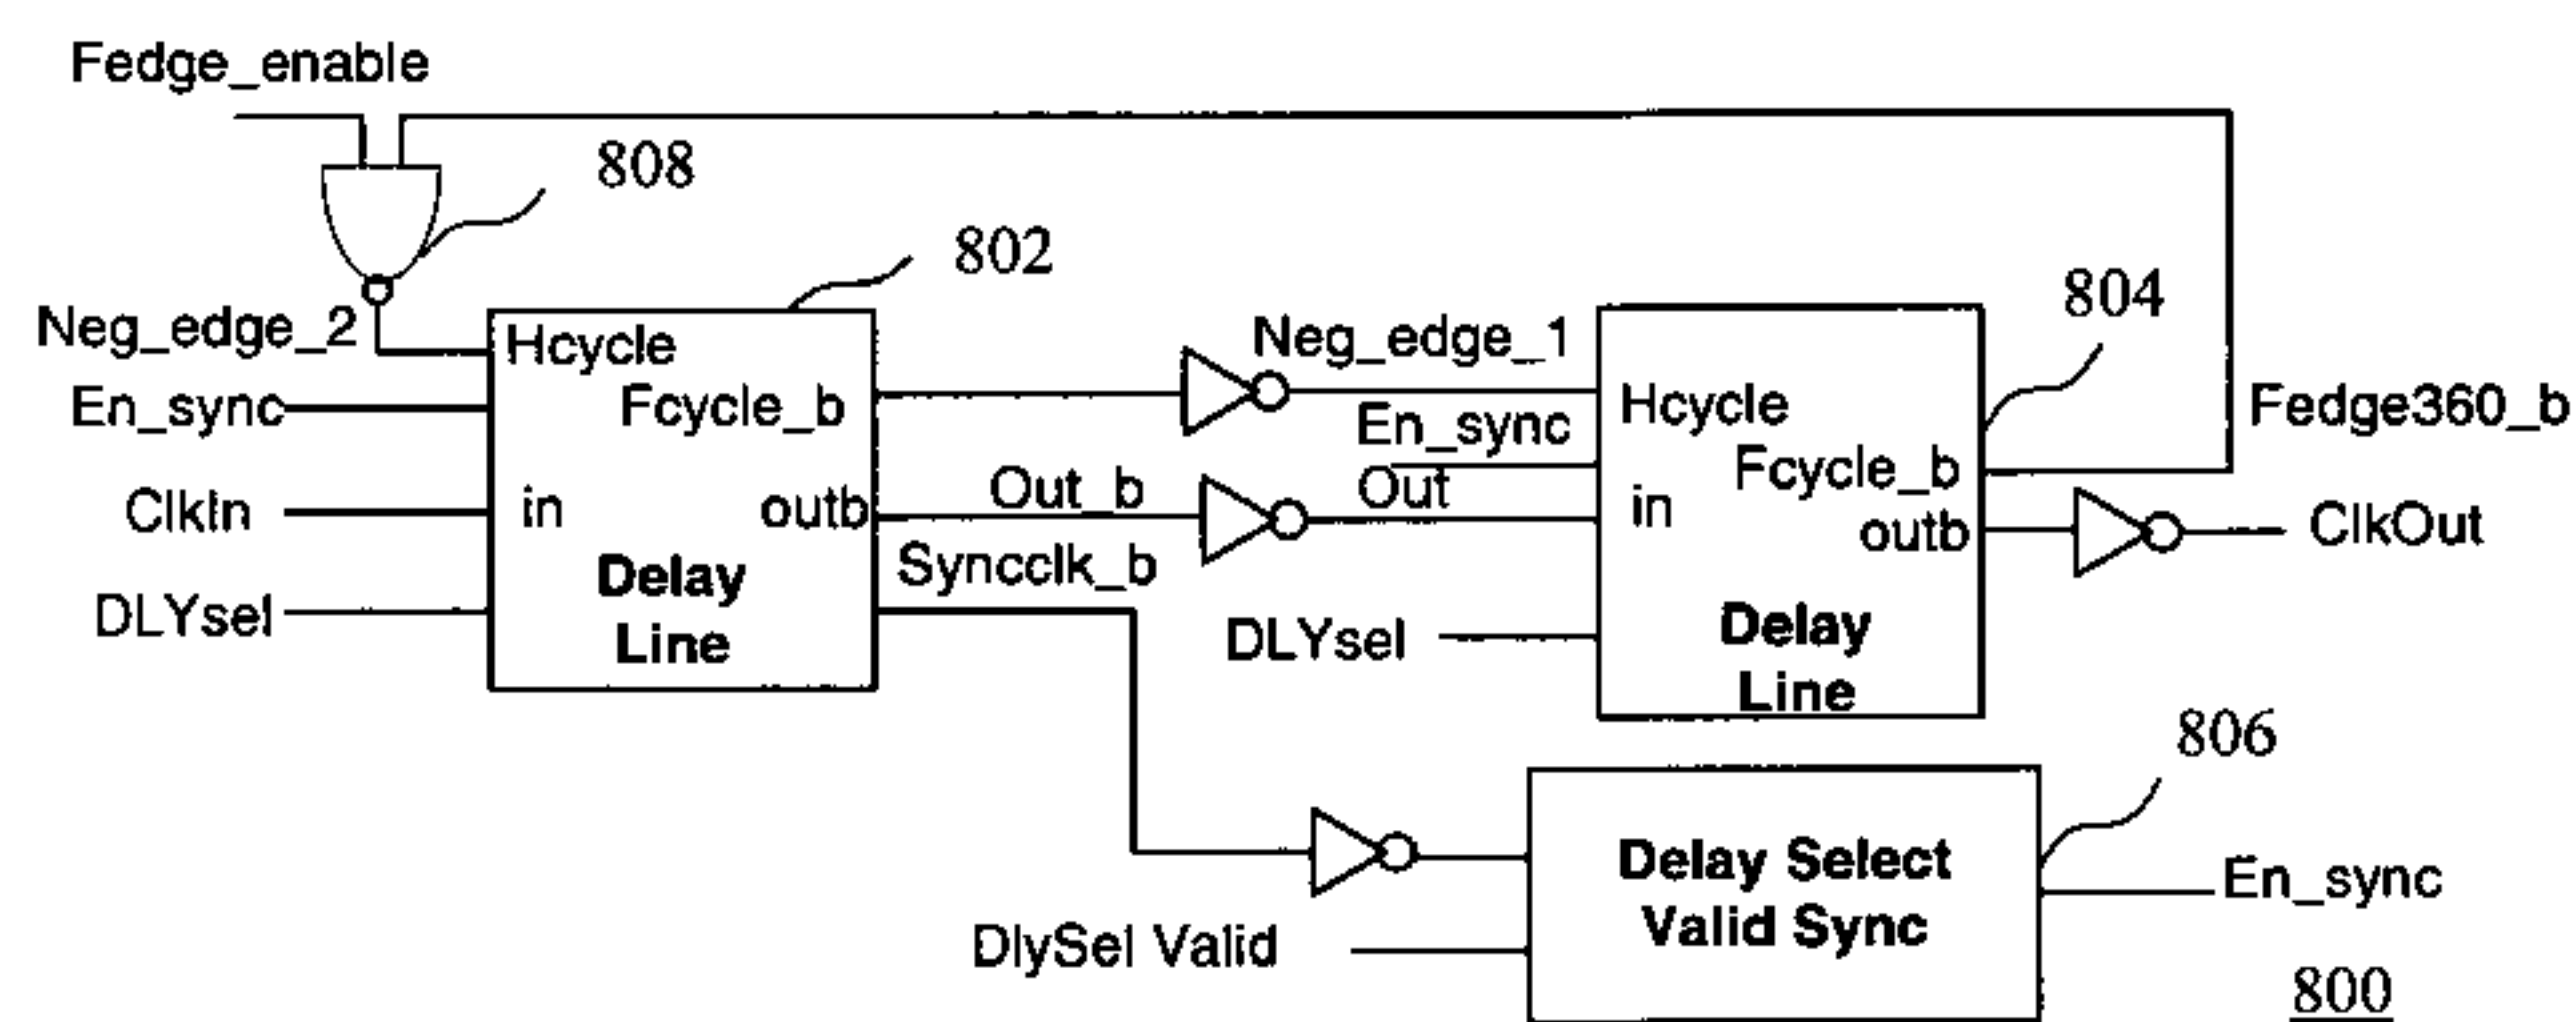 Fedge_enable
808
802
804
Neg_edge_2
Hcycle
Neg_edge_1
En_sync
Fcycle_b
Hcycle
Fedge360_b
En_sync
Fcycle_b
ClkIn
in
outb
Out_b
Out
in
outb
ClkOut
Syncclk_b
DLYsel
Delay
Line
DLYsel
Delay
Line
806
Delay Select
Valid Sync
En_sync
DlySel Valid
800